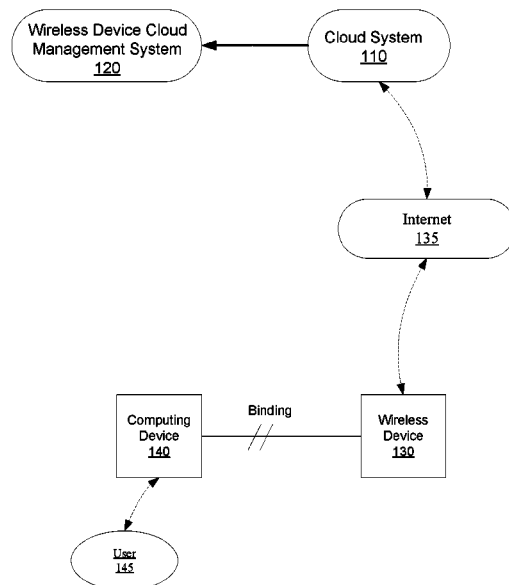 Wireless Device Cloud
Management System
120
Cloud System
110
Internet
135
Computing
Device
140
Binding
Wireless
Device
130
User
145